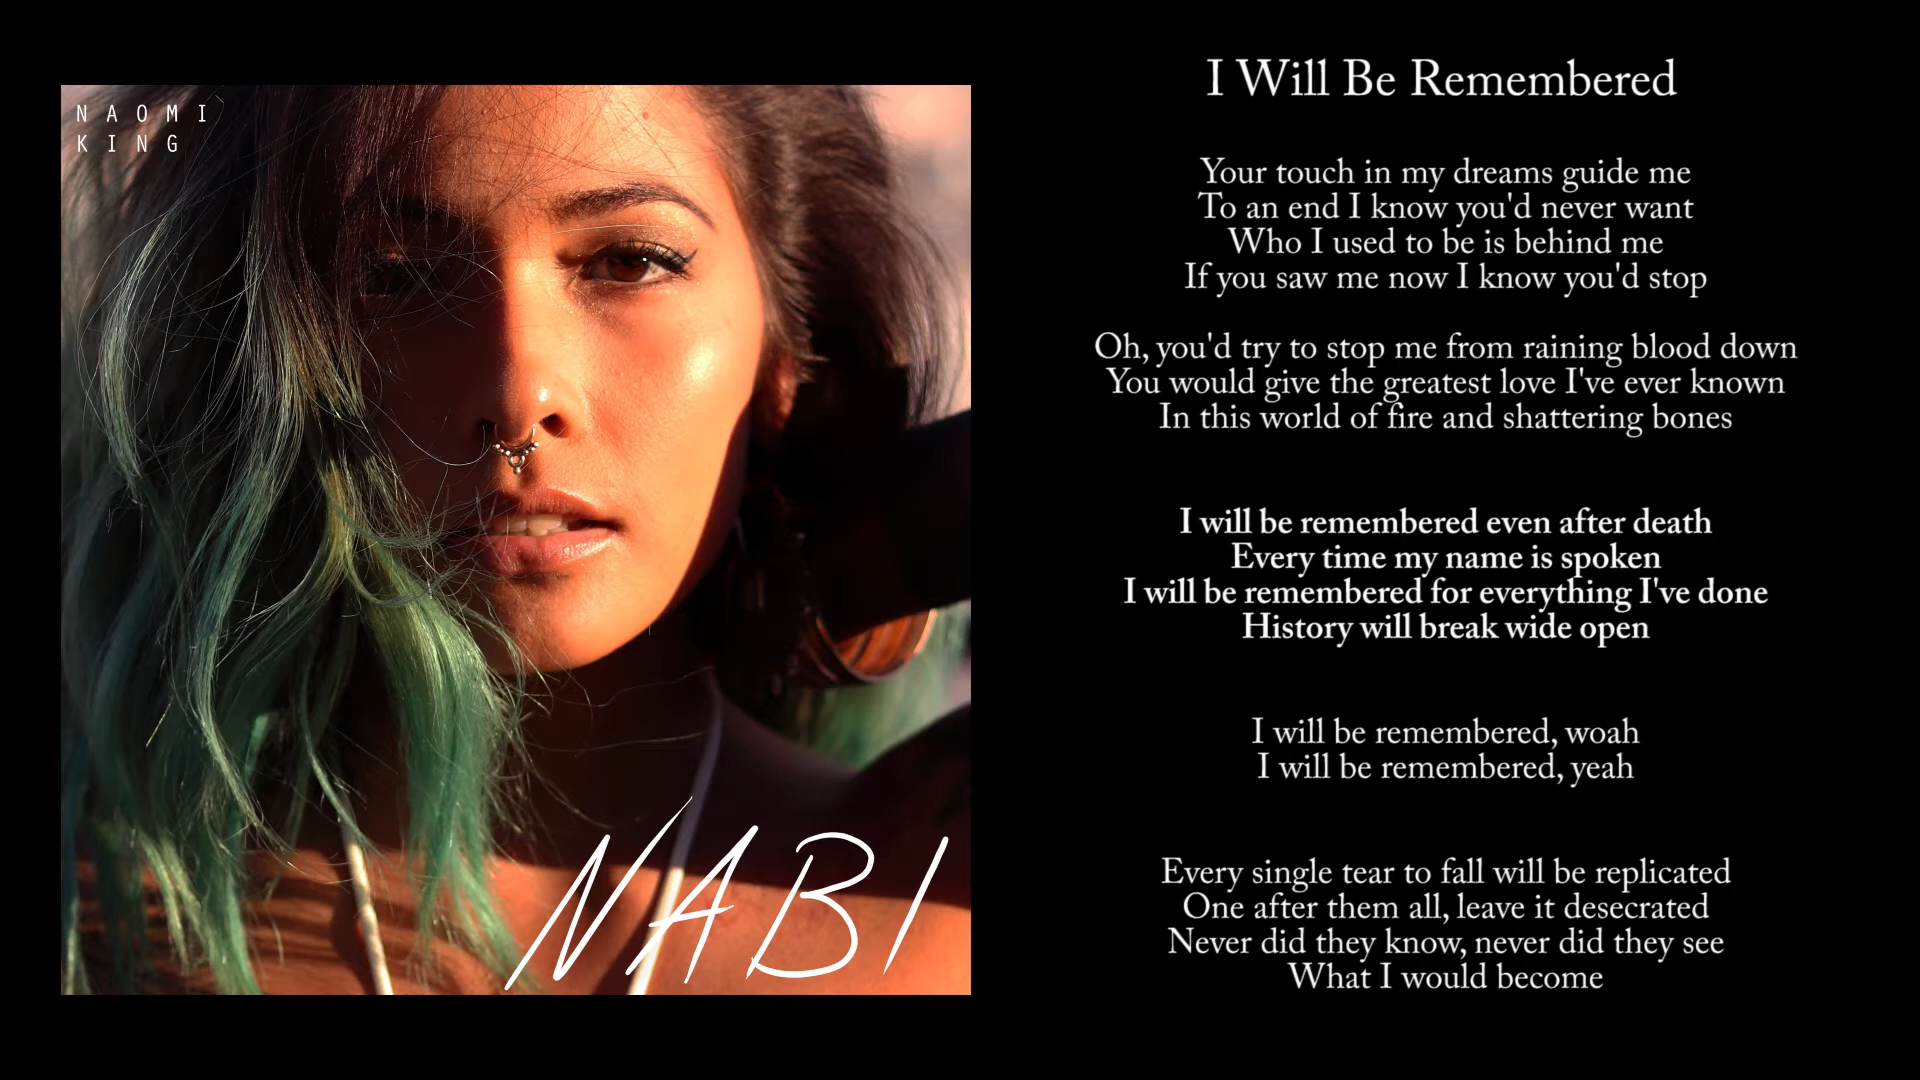 NAOMI
KING
NABI
I Will Be Remembered
Your touch in my dreams guide me
To an end I know you'd never want
Who I used to be is behind me
If you saw me now I know you'd stop
Oh, you'd try to stop me from raining blood down
You would give the greatest love I've ever known
In this world of fire and shattering bones
I will be remembered even after death
Every time my name is spoken
I will be remembered for everything I've done
History will break wide open
I will be remembered, woah
I will be remembered, yeah
Every single tear to fall will be replicated
One after them all, leave it desecrated
Never did they know, never did they see
What I would become